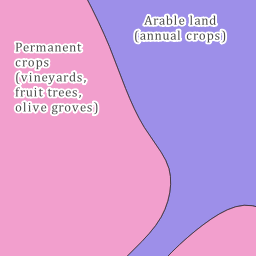 Arable land
(annual crops)
Permanent
crops
(vineyards,
fruit trees,
olive groves)